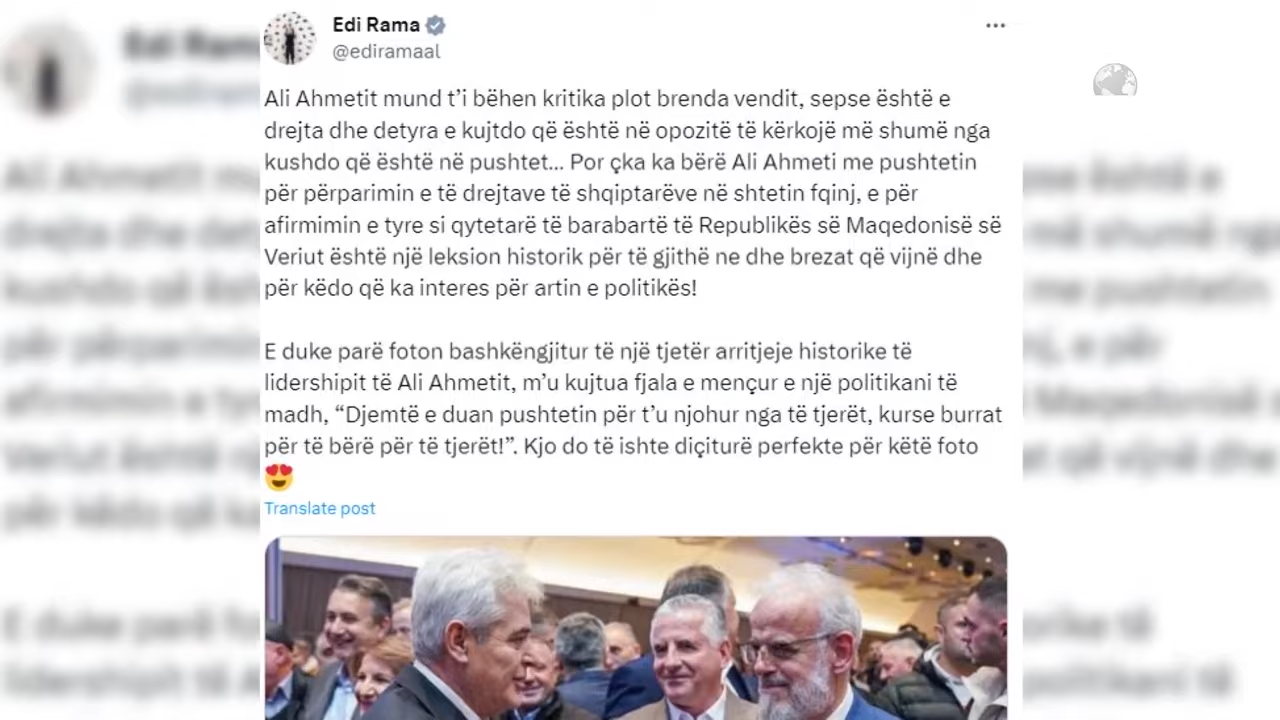 Edi Rama
@ediramaal
Ali Ahmetit mund t’i bëhen kritika plot brenda vendit, sepse është e
drejta dhe detyra e kujtdo që është në opozitë të kërkojë më shumë nga
kushdo që është në pushtet... Por çka ka bërë Ali Ahmeti me pushtetin
për përparimin e të drejtave të shqiptarëve në shtetin fqinj, e për
afirmimin e tyre si qytetarë të barabartë të Republikës së Maqedonisë së
Veriut është një leksion historik për të gjithë ne dhe brezat që vijnë dhe
për këdo që ka interes për artin e politikës!
E duke parë foton bashkëngjitur të një tjetër arritjeje historike të
lidershipit të Ali Ahmetit, m’u kujtua fjala e mençur e një politikani të
madh, “Djemtë e duan pushtetin për t’u njohur nga të tjerët, kurse burrat
për të bërë për të tjerët!”. Kjo do të ishte diçiturë perfekte për këtë foto
😍
Translate post